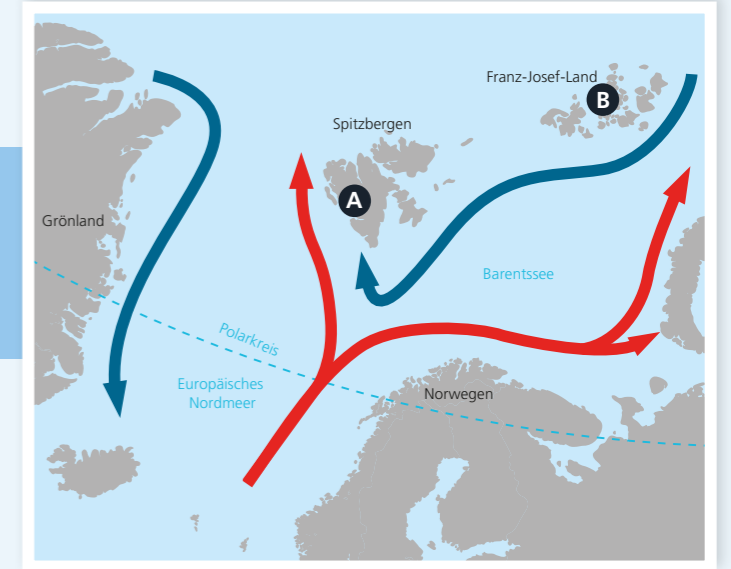 Franz-Josef-Land
B
Spitzbergen
A
Grönland
Barentssee
Polarkreis
Europäisches
Nordmeer
Norwegen